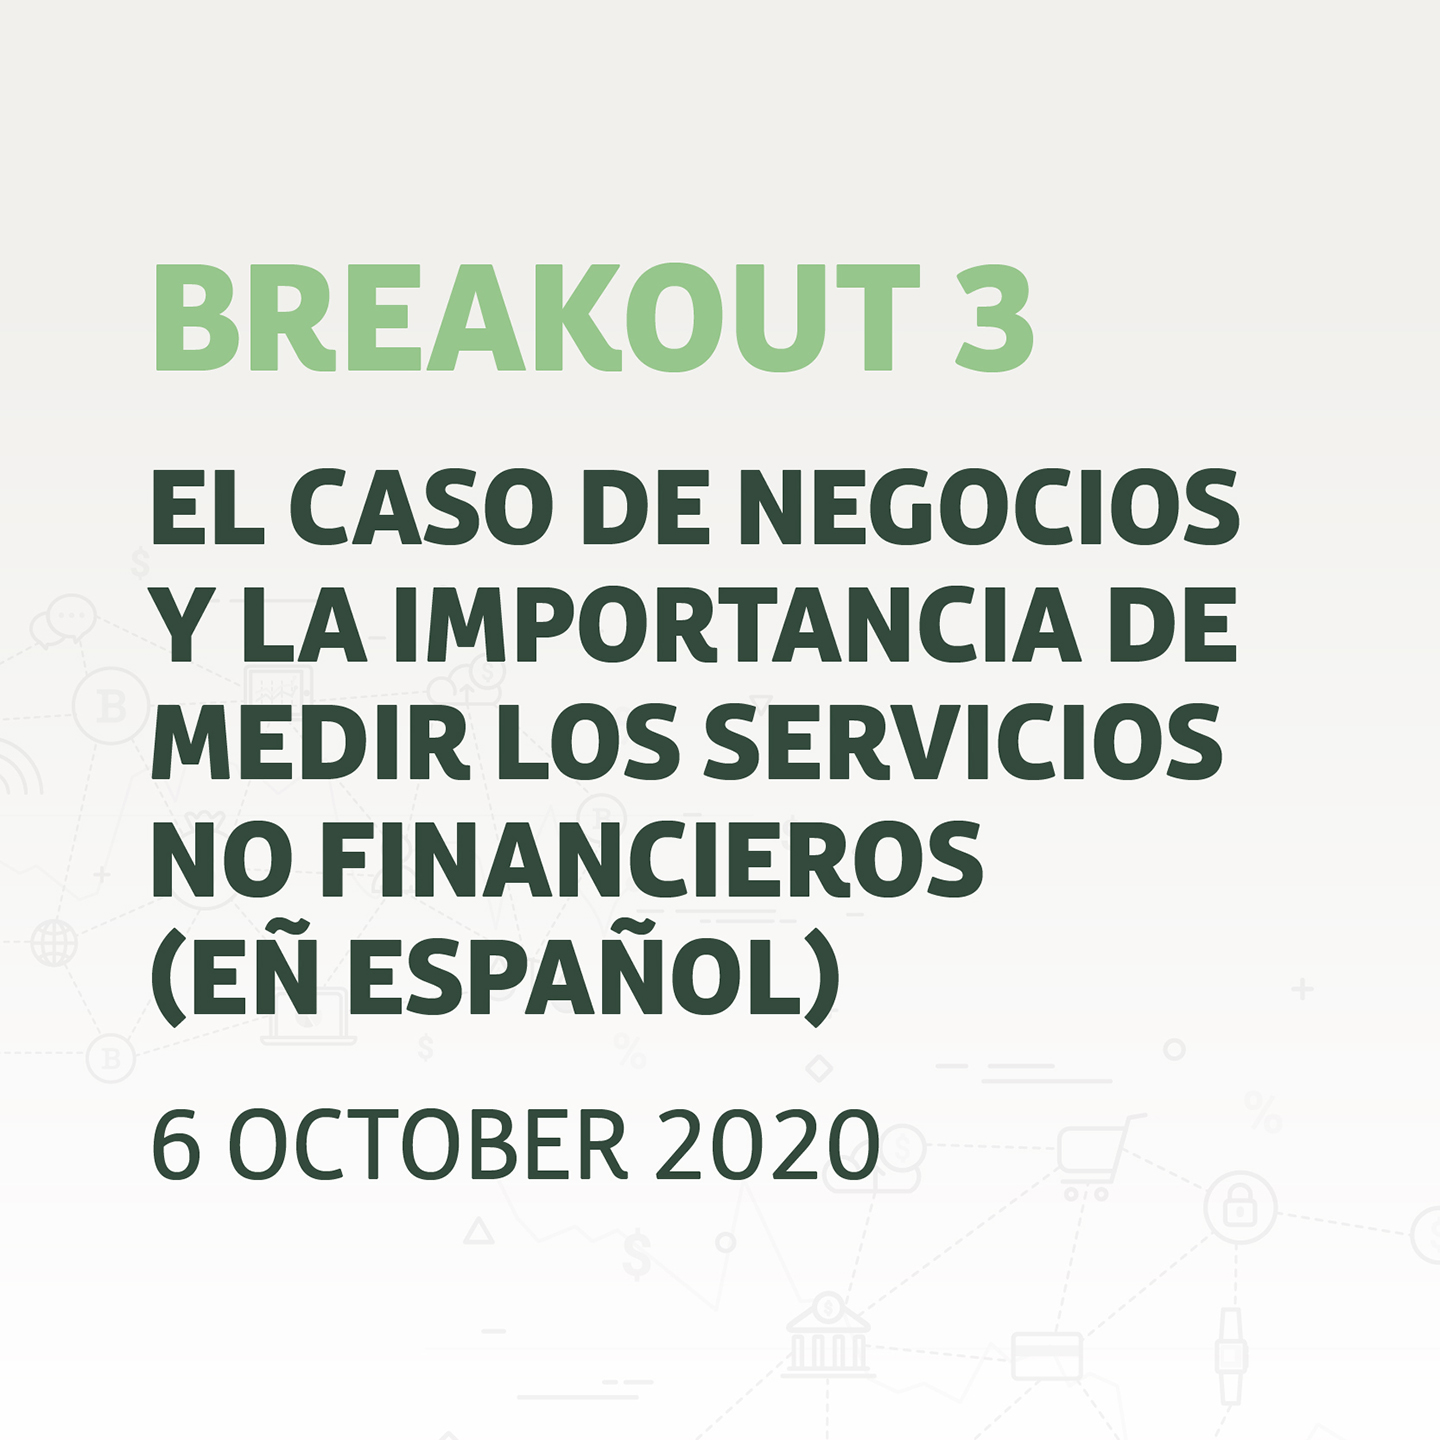 BREAKOUT 3
EL CASO DE NEGOCIOS
Y LA IMPORTANCIA DE
MEDIR LOS SERVICIOS
NO FINANCIEROS
(EÑ ESPAÑOL)
6 OCTOBER 2020